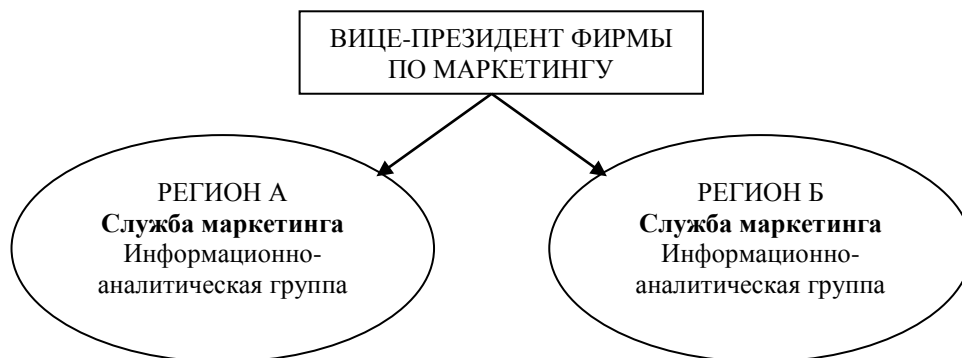 ВИЦЕ-ПРЕЗИДЕНТ ФИРМЫ
ПО МАРКЕТИНГУ
РЕГИОН А
Служба маркетинга
Информационно-
аналитическая группа
РЕГИОН Б
Служба маркетинга
Информационно-
аналитическая группа